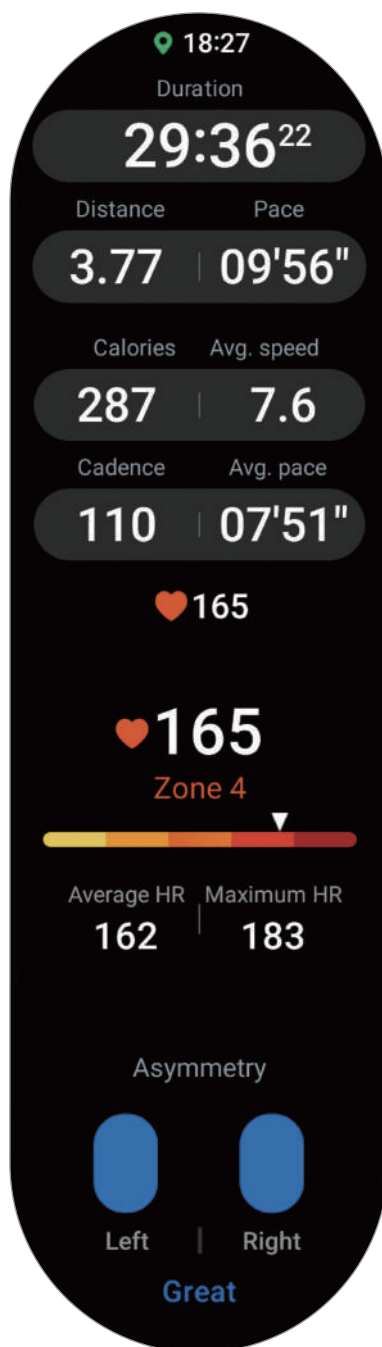 18:27
Duration
29:36²²
Distance Pace
3.77 09'56"
Calories Avg. speed
287 7.6
Cadence Avg. pace
110 07'51"
165
165
Zone 4
Average HR Maximum HR
162 183
Asymmetry
Left Right
Great